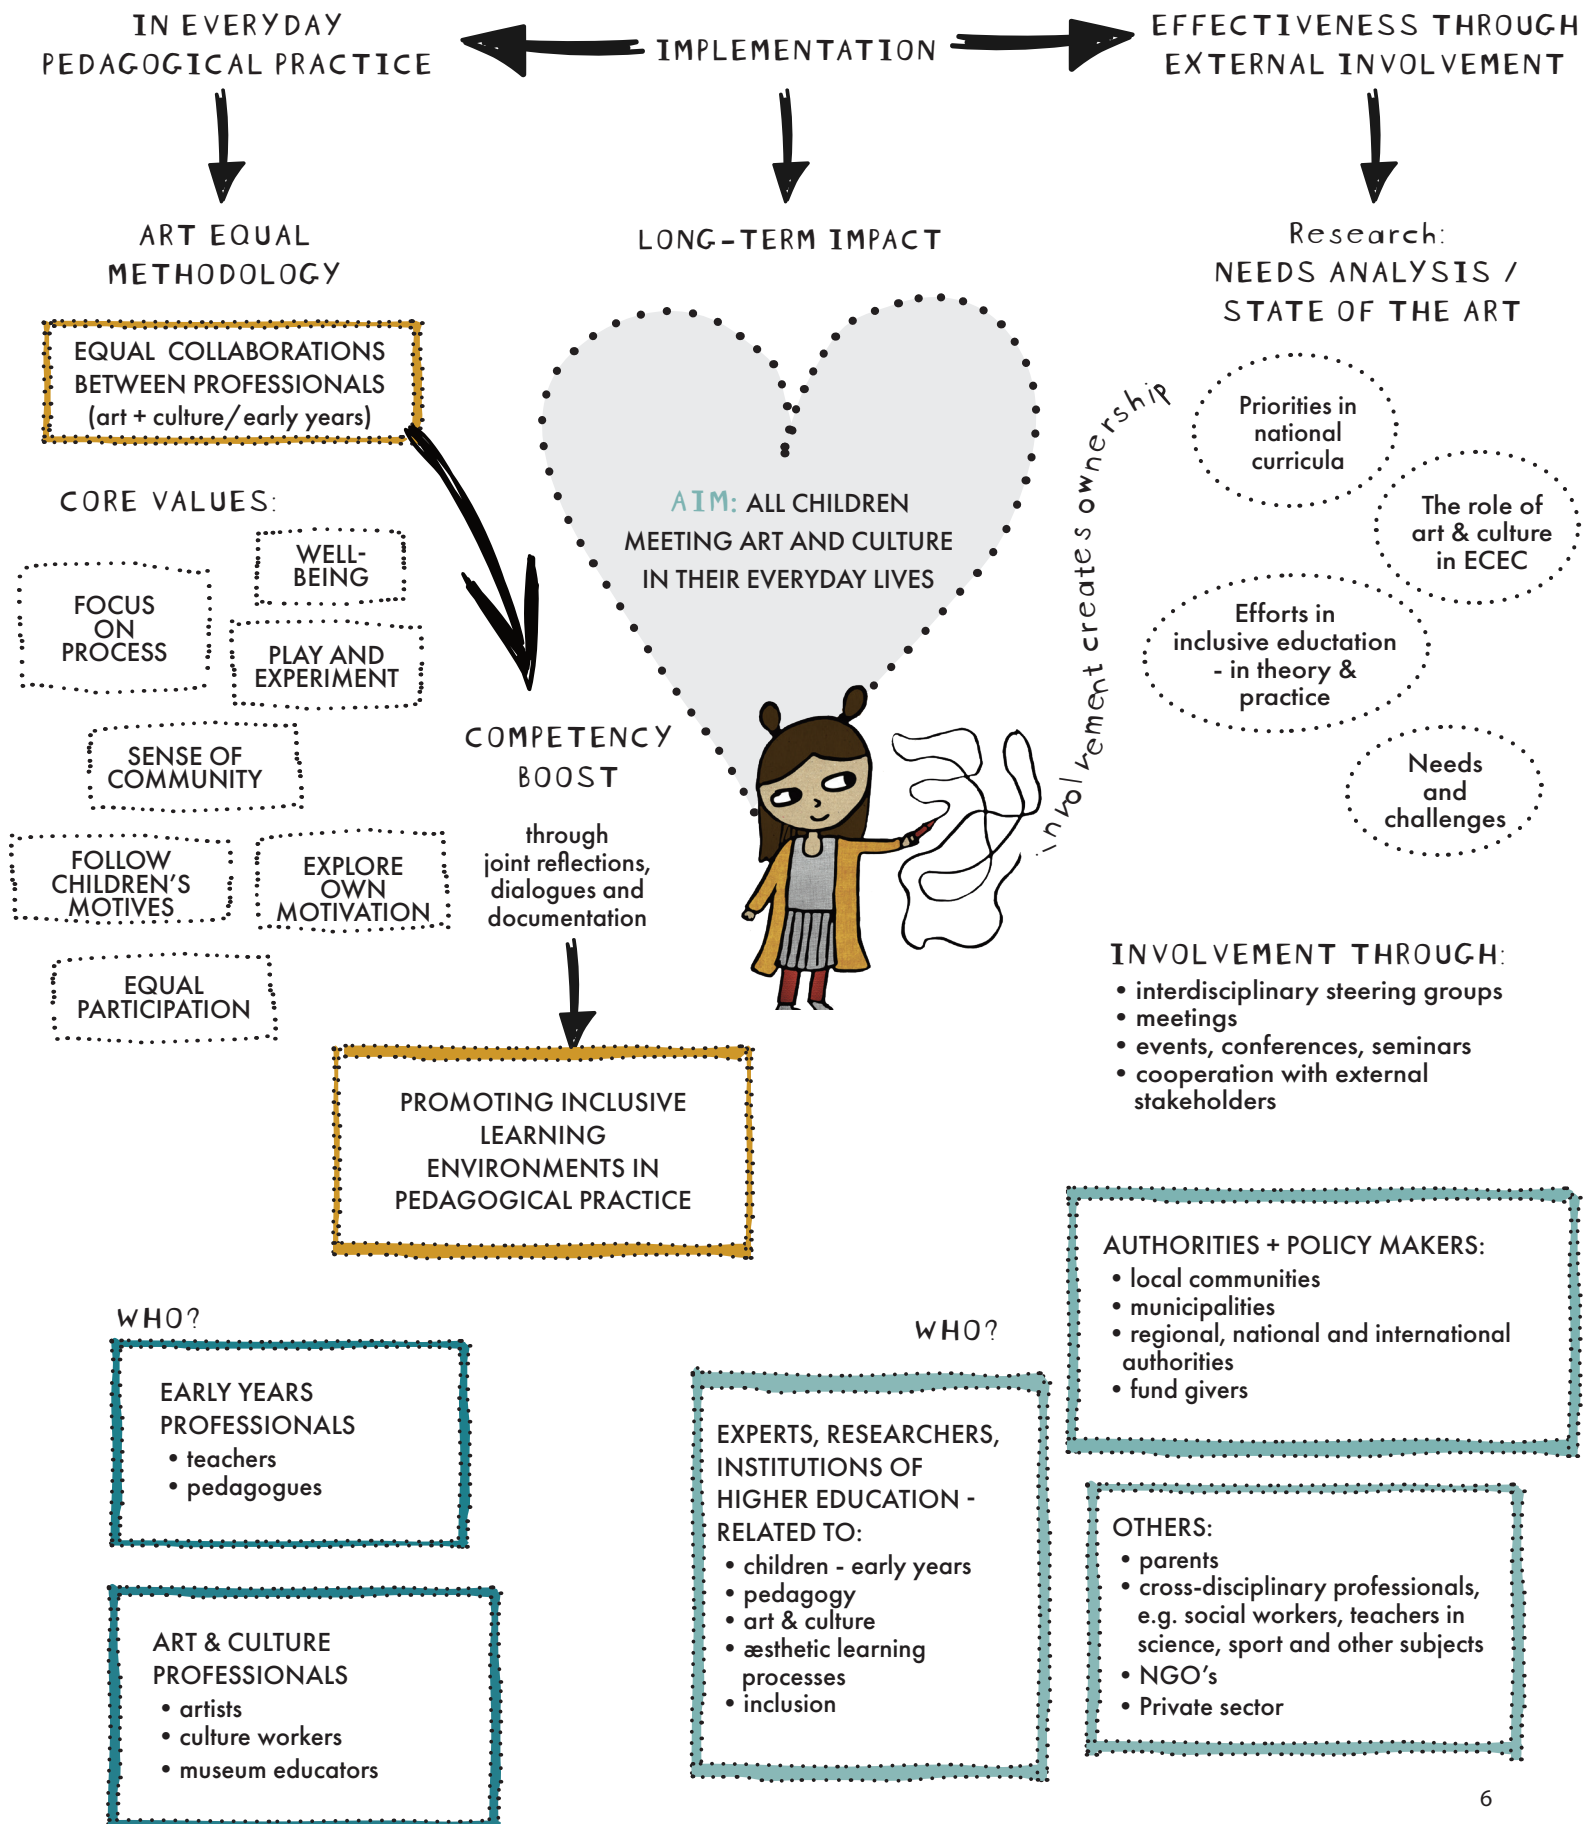 IN EVERYDAY
PEDAGOGICAL PRACTICE
IMPLEMENTATION
EFFECTIVENESS THROUGH
EXTERNAL INVOLVEMENT
ART EQUAL
METHODOLOGY
EQUAL COLLABORATIONS
BETWEEN PROFESSIONALS
(art + culture/early years)
CORE VALUES:
WELL-
BEING
FOCUS
ON
PROCESS
PLAY AND
EXPERIMENT
SENSE OF
COMMUNITY
FOLLOW
CHILDREN'S
MOTIVES
EXPLORE
OWN
MOTIVATION
EQUAL
PARTICIPATION
COMPETENCY
BOOST
through
joint reflections,
dialogues and
documentation
PROMOTING INCLUSIVE
LEARNING
ENVIRONMENTS IN
PEDAGOGICAL PRACTICE
LONG-TERM IMPACT
AIM: ALL CHILDREN
MEETING ART AND CULTURE
IN THEIR EVERYDAY LIVES
involvement creates ownership
Research:
NEEDS ANALYSIS /
STATE OF THE ART
Priorities in
national
curricula
The role of
art & culture
in ECEC
Efforts in
inclusive eductation
- in theory &
practice
Needs
and
challenges
INVOLVEMENT THROUGH:
• interdisciplinary steering groups
• meetings
• events, conferences, seminars
• cooperation with external
stakeholders
WHO?
EARLY YEARS
PROFESSIONALS
• teachers
• pedagogues
ART & CULTURE
PROFESSIONALS
• artists
• culture workers
• museum educators
WHO?
EXPERTS, RESEARCHERS,
INSTITUTIONS OF
HIGHER EDUCATION -
RELATED TO:
• children - early years
• pedagogy
• art & culture
• æsthetic learning
processes
• inclusion
AUTHORITIES + POLICY MAKERS:
• local communities
• municipalities
• regional, national and international
authorities
• fund givers
OTHERS:
• parents
• cross-disciplinary professionals,
e.g. social workers, teachers in
science, sport and other subjects
• NGO's
• Private sector
6